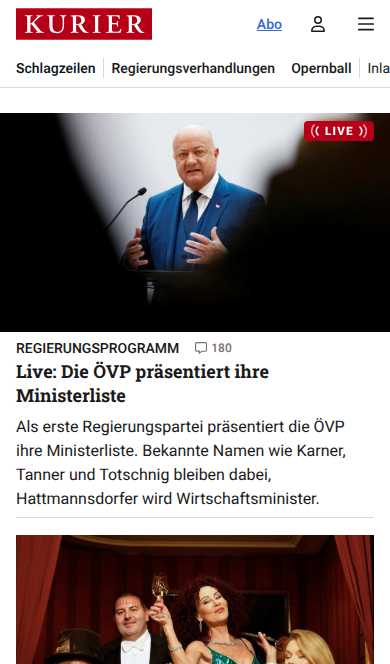 KURIER
Abo
Schlagzeilen Regierungsverhandlungen Opernball Inla
(( LIVE ))
REGIERUNGSPROGRAMM 180
Live: Die ÖVP präsentiert ihre
Ministerliste
Als erste Regierungspartei präsentiert die ÖVP
ihre Ministerliste. Bekannte Namen wie Karner,
Tanner und Totschnig bleiben dabei,
Hattmannsdorfer wird Wirtschaftsminister.